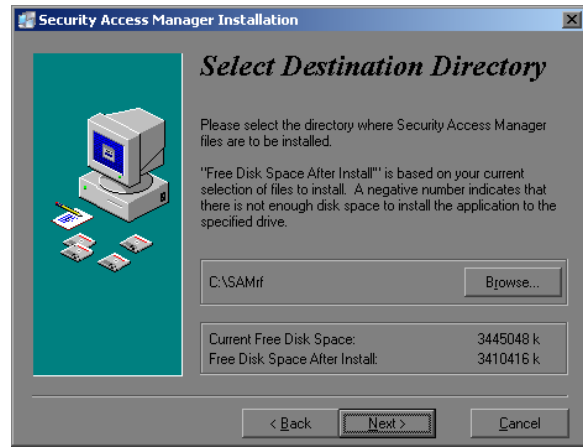 Security Access Manager Installation
Select Destination Directory
Please select the directory where Security Access Manager
files are to be installed.
"Free Disk Space After Install"' is based on your current
selection of files to install. A negative number indicates that
there is not enough disk space to install the application to the
specified drive.
C:\SAMrf
Browse...
Current Free Disk Space: 3445048 k
Free Disk Space After Install: 3410416 k
< Back Next > Cancel